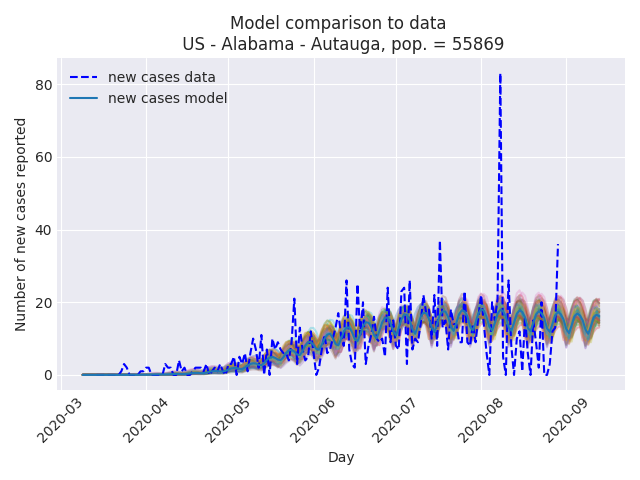 Model comparison to data
US - Alabama - Autauga, pop. = 55869
new cases data
new cases model
Number of new cases reported
80
60
40
20
0
2020-03
2020-04
2020-05
2020-06
2020-07
2020-08
2020-09
Day